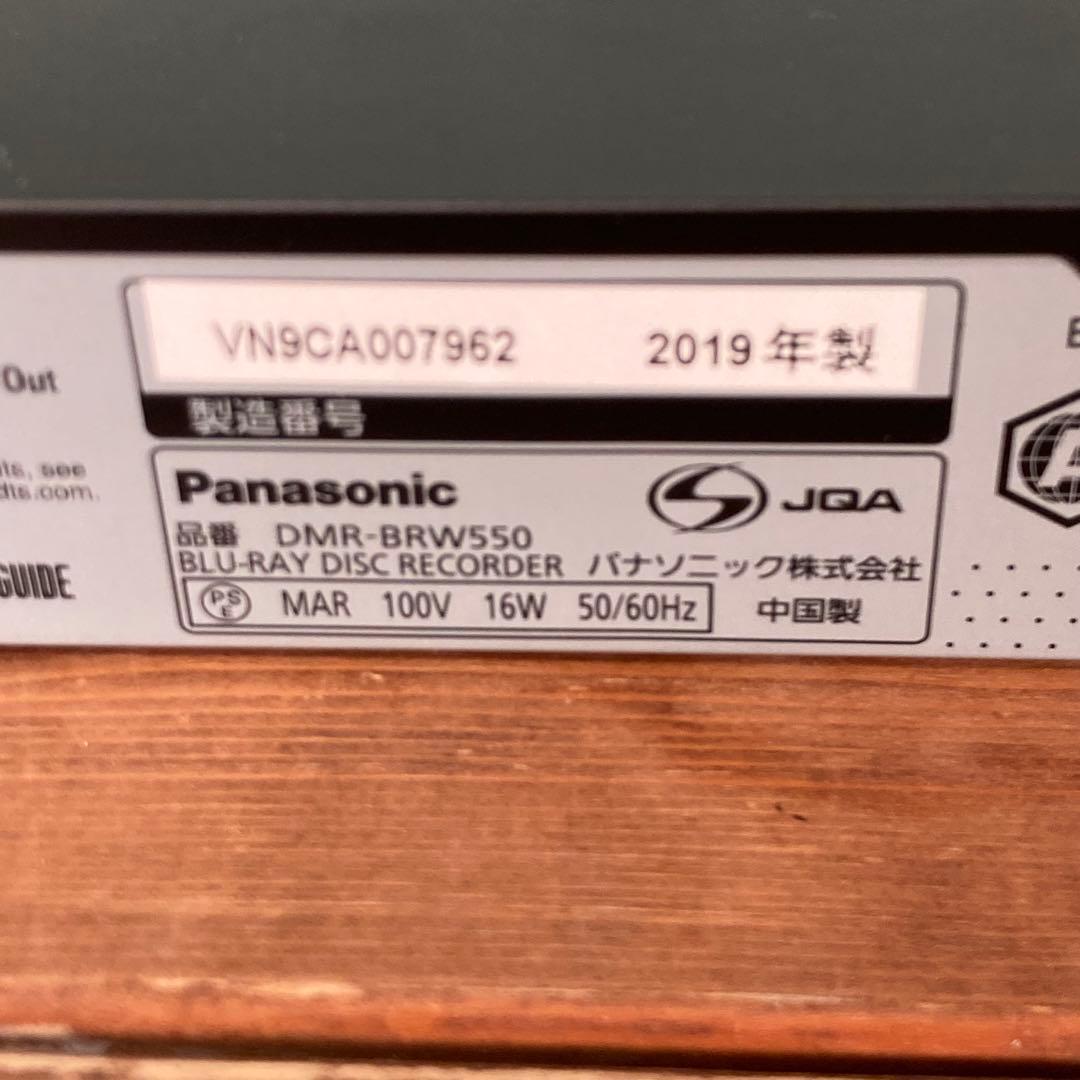 VN9CA007962 2019年製
製造番号
Out
see
dts.com.
GUIDE
Panasonic
JQA
品番 DMR-BRW550
BLU-RAY DISC RECORDER パナソニック株式会社
PSE MAR 100V 16W 50/60Hz 中国製